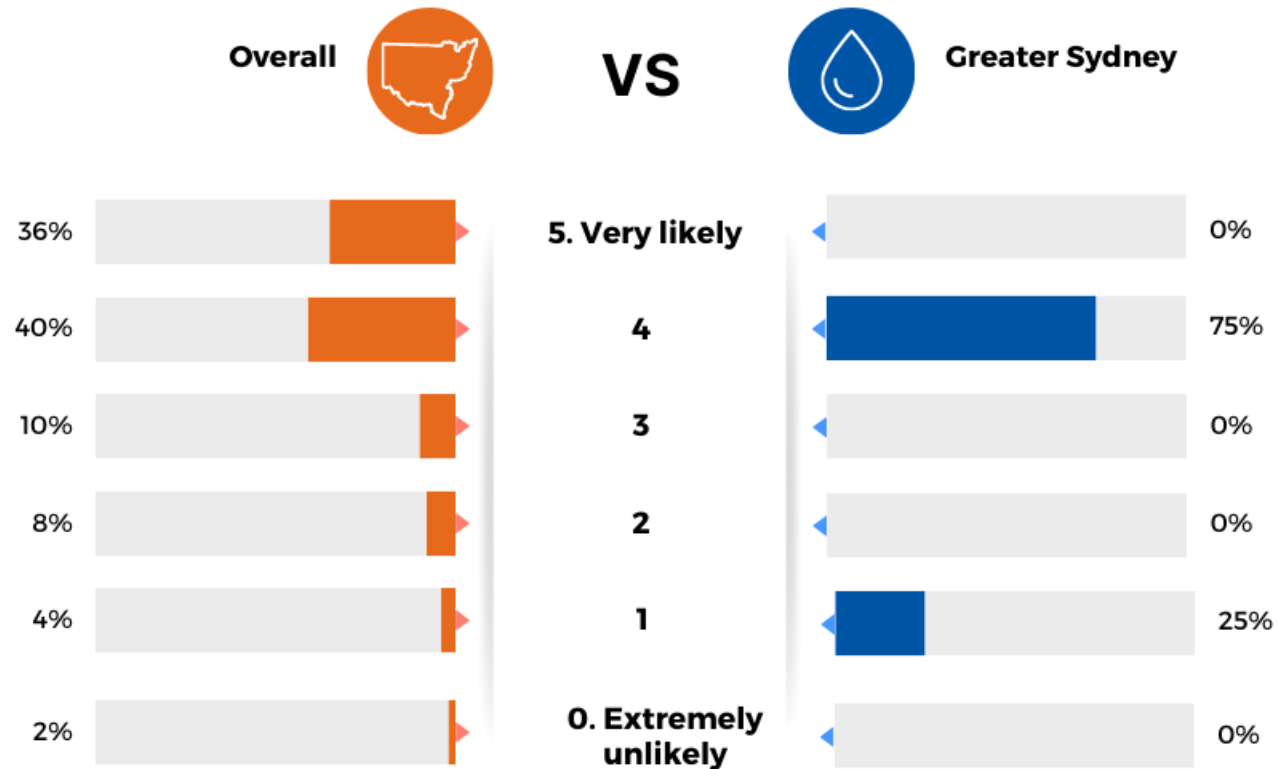 Overall
VS
Greater Sydney
36%
5. Very likely
0%
40%
4
75%
10%
3
0%
8%
2
0%
4%
1
25%
2%
0. Extremely
unlikely
0%